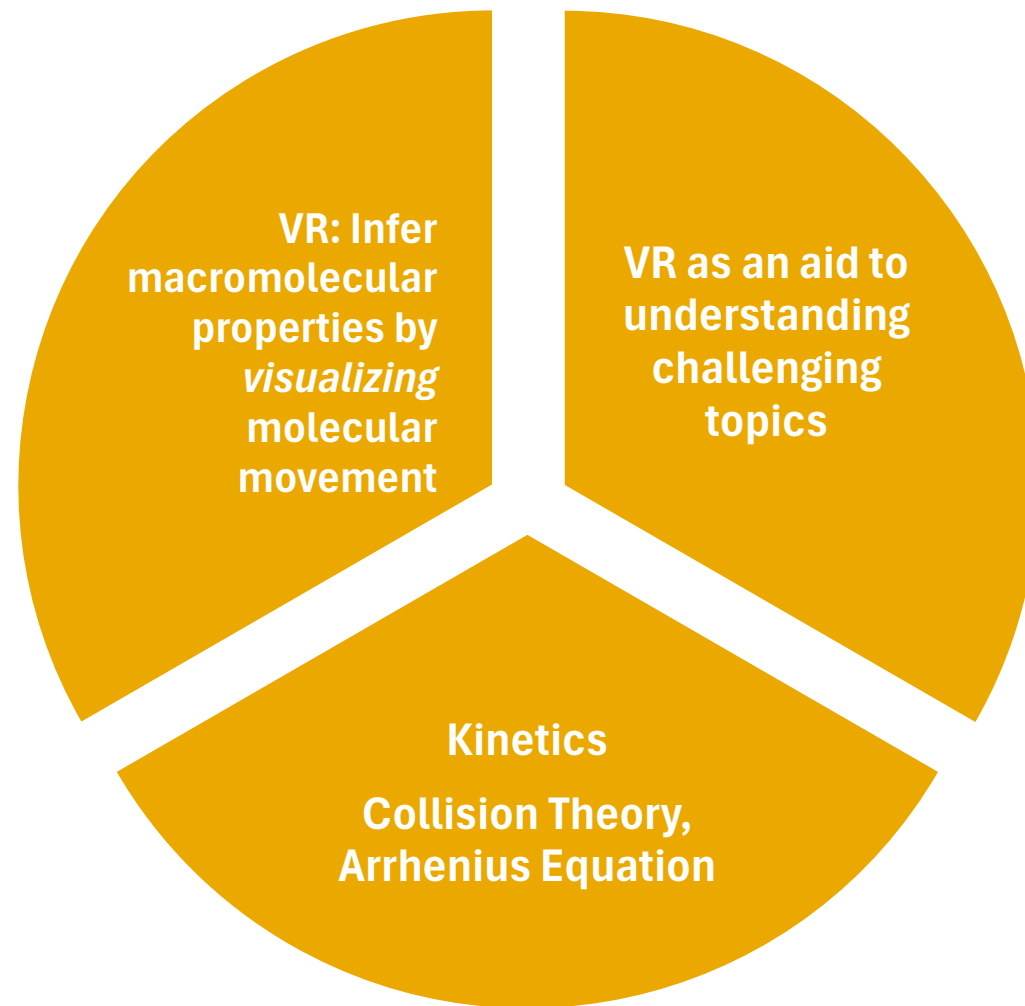 VR: Infer
macromolecular
properties by
visualizing
molecular
movement
VR as an aid to
understanding
challenging
topics
Kinetics
Collision Theory,
Arrhenius Equation